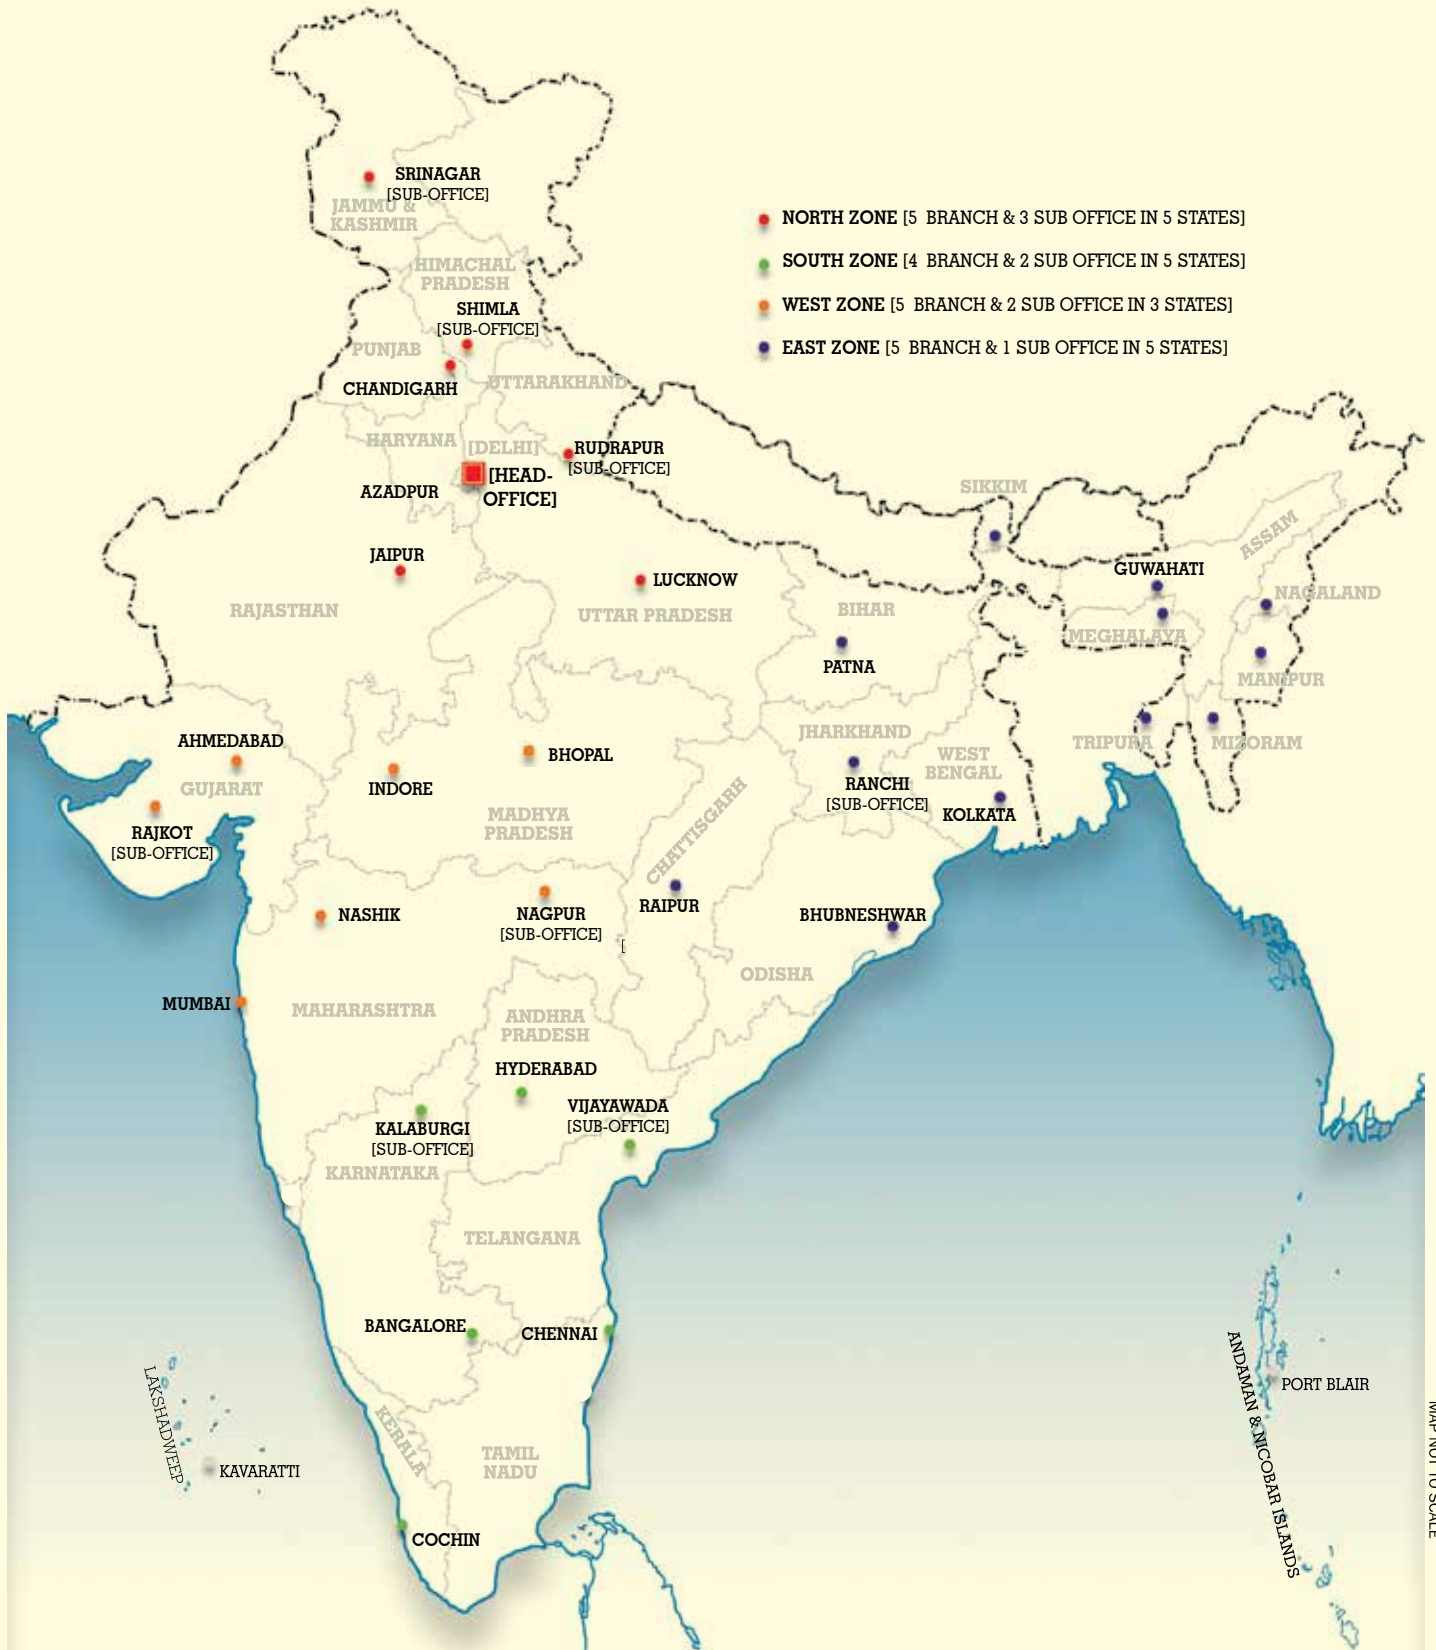 SRINAGAR
[SUB-OFFICE]
JAMMU &
KASHMIR
NORTH ZONE [5 BRANCH & 3 SUB OFFICE IN 5 STATES]
SOUTH ZONE [4 BRANCH & 2 SUB OFFICE IN 5 STATES]
WEST ZONE [5 BRANCH & 2 SUB OFFICE IN 3 STATES]
EAST ZONE [5 BRANCH & 1 SUB OFFICE IN 5 STATES]
HIMACHAL
PRADESH
SHIMLA
[SUB-OFFICE]
PUNJAB
CHANDIGARH
UTTARAKHAND
HARYANA
[DELHI]
RUDRAPUR
[SUB-OFFICE]
[HEAD-
OFFICE]
AZADPUR
SIKKIM
ASSAM
JAIPUR
LUCKNOW
GUWAHATI
RAJASTHAN
UTTAR PRADESH
BIHAR
NAGALAND
MEGHALAYA
PATNA
MANIPUR
AHMEDABAD
BHOPAL
JHARKHAND
WEST
BENGAL
TRIPURA
MIZORAM
GUJARAT
INDORE
RANCHI
[SUB-OFFICE]
KOLKATA
RAJKOT
[SUB-OFFICE]
MADHYA
PRADESH
CHATTISGARH
NASHIK
NAGPUR
[SUB-OFFICE]
[
RAIPUR
BHUBNESHWAR
ODISHA
MUMBAI
MAHARASHTRA
ANDHRA
PRADESH
HYDERABAD
VIJAYAWADA
[SUB-OFFICE]
KALABURGI
[SUB-OFFICE]
KARNATAKA
TELANGANA
BANGALORE
CHENNAI
LAKSHADWEEP
KAVARATTI
KERALA
TAMIL
NADU
COCHIN
ANDAMAN & NICOBAR ISLANDS
PORT BLAIR
MAP NOT TO SCALE